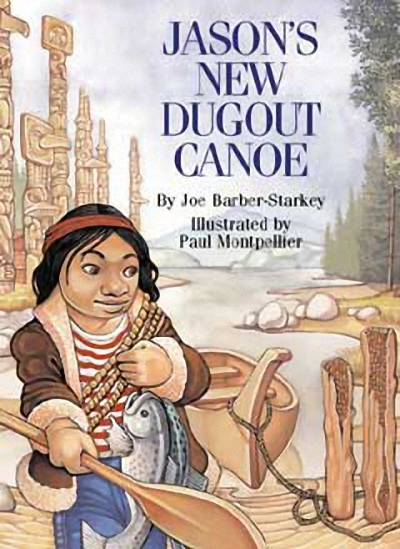 JASON'S
NEW
DUGOUT
CANOE
By Joe Barber-Starkey
Illustrated by
Paul Montpellier